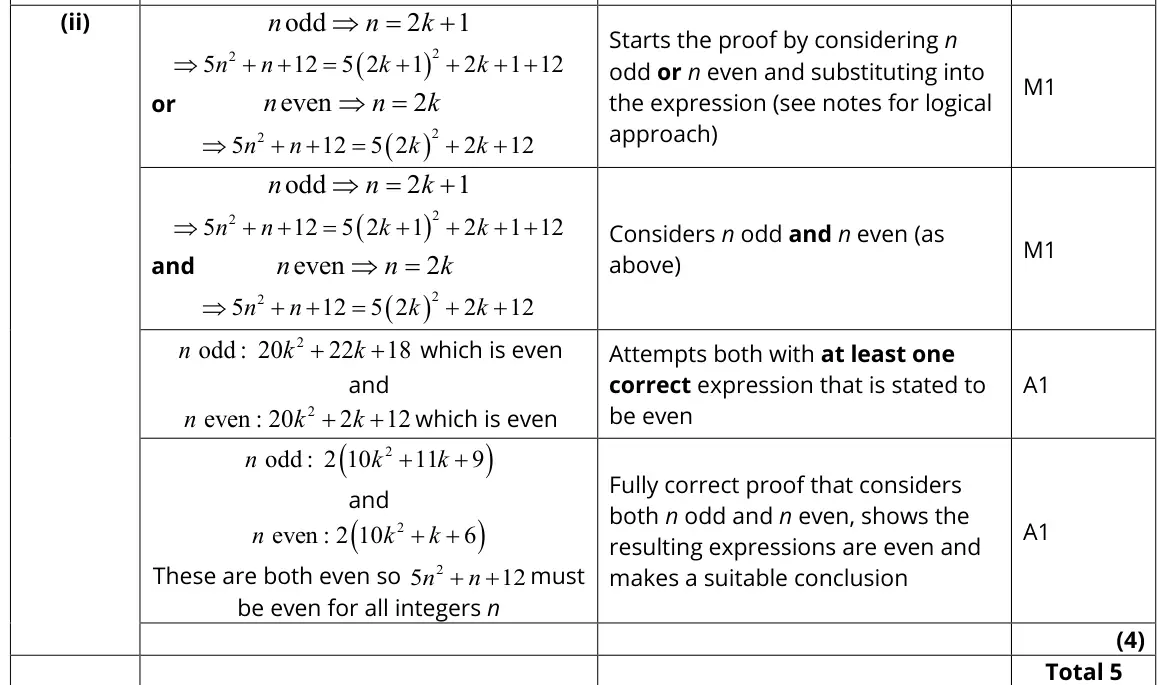 (ii)
n odd ⇒ n = 2k + 1
⇒ 5n² + n + 12 = 5(2k + 1)² + 2k + 1 + 12
or n even ⇒ n = 2k
⇒ 5n² + n + 12 = 5(2k)² + 2k + 12
Starts the proof by considering n
odd or n even and substituting into
the expression (see notes for logical
approach)
M1
n odd ⇒ n = 2k + 1
⇒ 5n² + n + 12 = 5(2k + 1)² + 2k + 1 + 12
and n even ⇒ n = 2k
⇒ 5n² + n + 12 = 5(2k)² + 2k + 12
Considers n odd and n even (as
above)
M1
n odd : 20k² + 22k + 18 which is even
and
n even : 20k² + 2k + 12 which is even
Attempts both with at least one
correct expression that is stated to
be even
A1
n odd : 2(10k² + 11k + 9)
and
n even : 2(10k² + k + 6)
These are both even so 5n² + n + 12 must
be even for all integers n
Fully correct proof that considers
both n odd and n even, shows the
resulting expressions are even and
makes a suitable conclusion
A1
(4)
Total 5